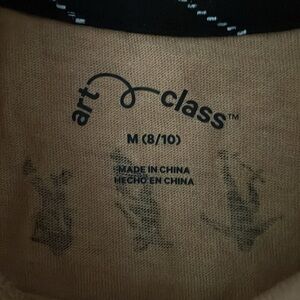 art class™
M (8/10)
MADE IN CHINA
HECHO EN CHINA